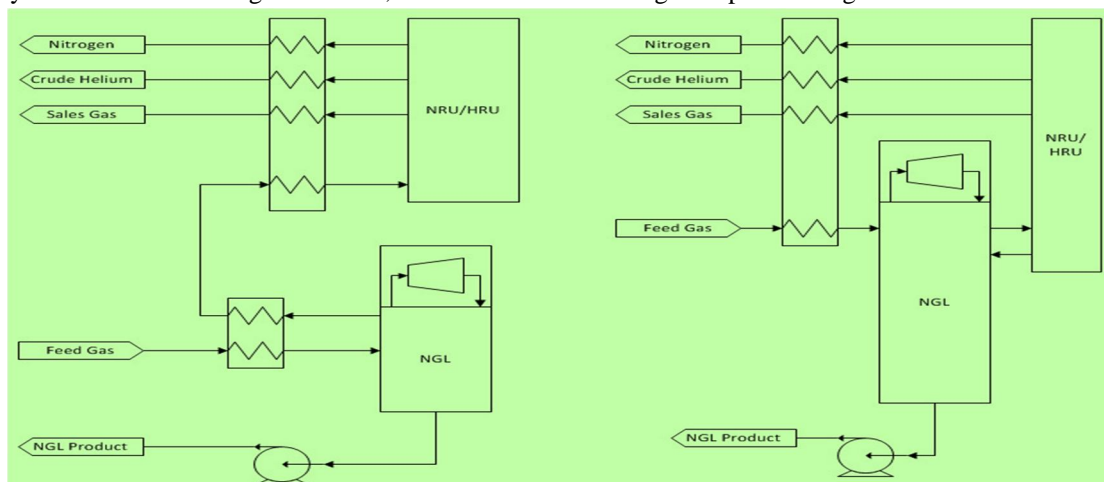 Nitrogen
Crude Helium
Sales Gas
NRU/HRU
Feed Gas
NGL
NGL Product
Nitrogen
Crude Helium
Sales Gas
NRU/
HRU
Feed Gas
NGL
NGL Product